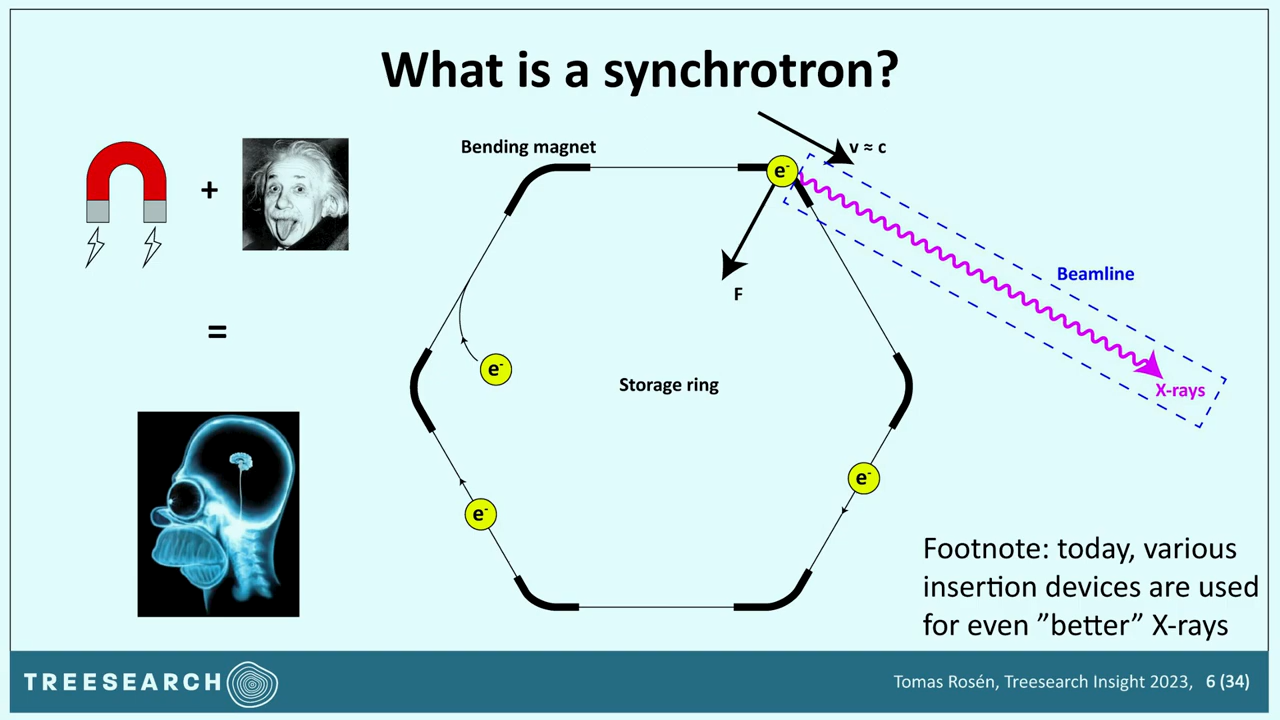 What is a synchrotron?
Bending magnet
v ≈ c
e-
+
F
Beamline
=
e-
Storage ring
X-rays
e-
e-
Footnote: today, various
insertion devices are used
for even ”better” X-rays
TREESEARCH
Tomas Rosén, Treesearch Insight 2023, 6 (34)